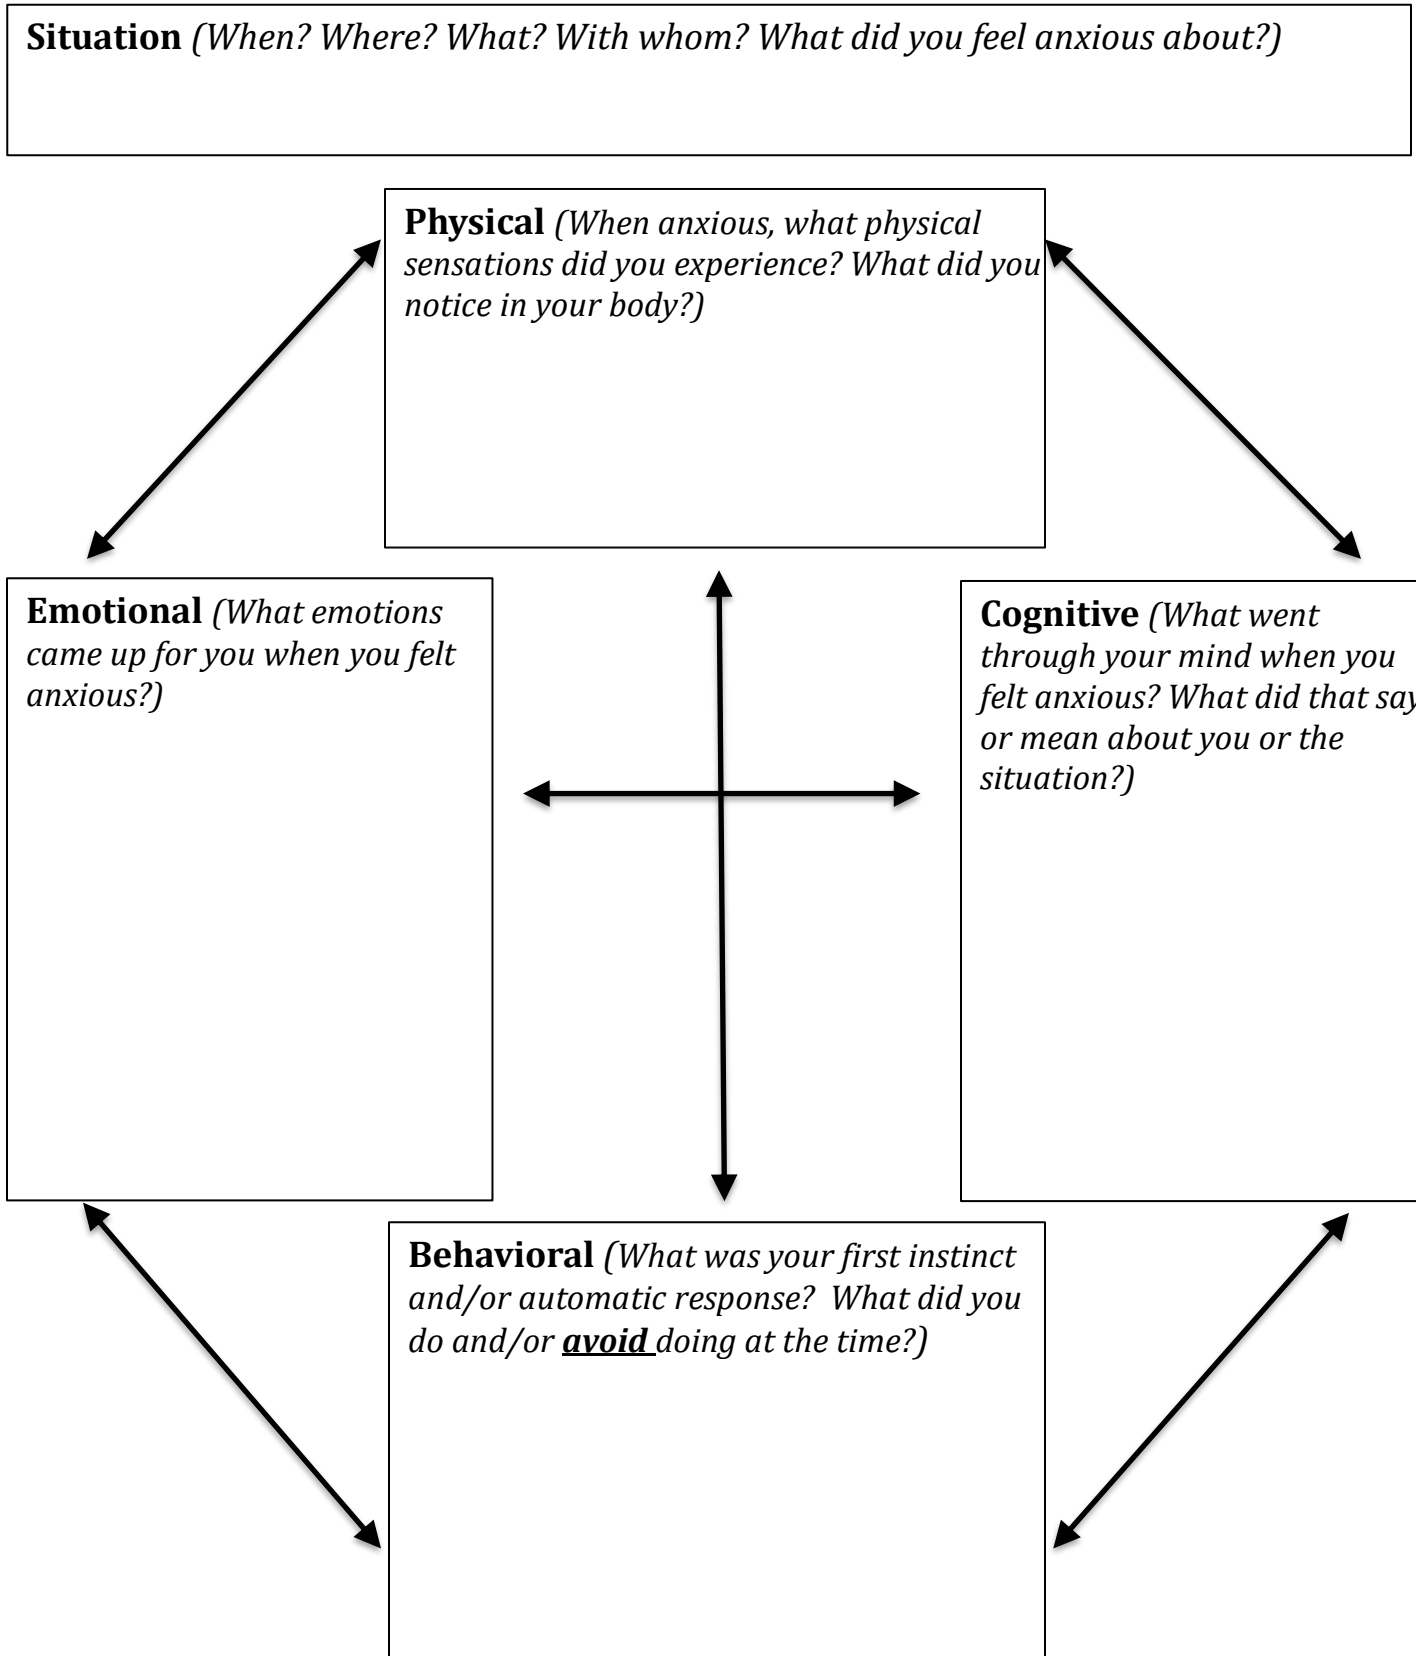 Situation (When? Where? What? With whom? What did you feel anxious about?)
Physical (When anxious, what physical
sensations did you experience? What did you
notice in your body?)
Emotional (What emotions
came up for you when you felt
anxious?)
Cognitive (What went
through your mind when you
felt anxious? What did that say
or mean about you or the
situation?)
Behavioral (What was your first instinct
and/or automatic response?  What did you
do and/or avoid doing at the time?)